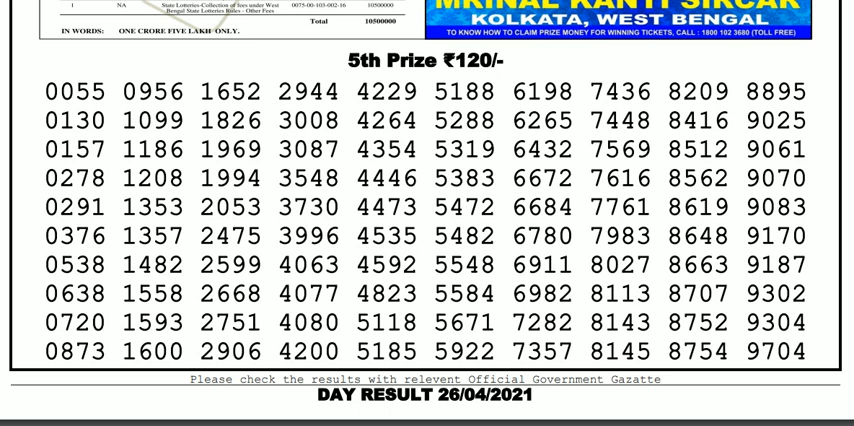 1 NA State Lotteries-Collection of fees under West 0075-00-103-002-16 10500000
Bengal State Lotteries Rules - Other Fees
Total 10500000
IN WORDS: ONE CRORE FIVE LAKH ONLY.
MRINAL KANTI SIRCAR
KOLKATA, WEST BENGAL
TO KNOW HOW TO CLAIM PRIZE MONEY FOR WINNING TICKETS, CALL : 1800 102 3680 (TOLL FREE)
5th Prize ₹120/-
0055 0956 1652 2944 4229 5188 6198 7436 8209 8895
0130 1099 1826 3008 4264 5288 6265 7448 8416 9025
0157 1186 1969 3087 4354 5319 6432 7569 8512 9061
0278 1208 1994 3548 4446 5383 6672 7616 8562 9070
0291 1353 2053 3730 4473 5472 6684 7761 8619 9083
0376 1357 2475 3996 4535 5482 6780 7983 8648 9170
0538 1482 2599 4063 4592 5548 6911 8027 8663 9187
0638 1558 2668 4077 4823 5584 6982 8113 8707 9302
0720 1593 2751 4080 5118 5671 7282 8143 8752 9304
0873 1600 2906 4200 5185 5922 7357 8145 8754 9704
Please check the results with relevent Official Government Gazatte
DAY RESULT 26/04/2021